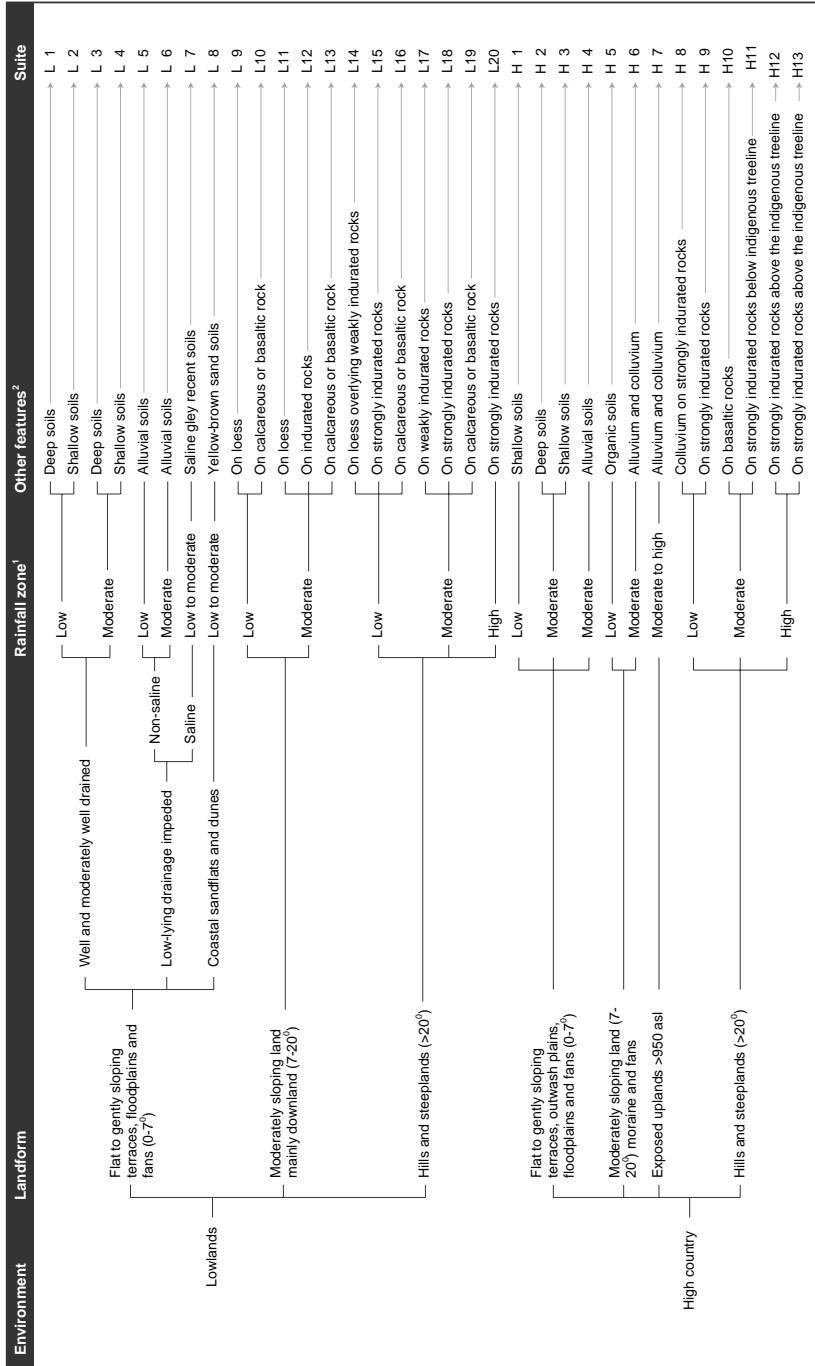 Environment Landform Rainfall zone¹ Other features² Suite
Lowlands
Flat to gently sloping
terraces, floodplains and
fans (0-7⁰)
Well and moderately well drained
Low
Deep soils L 1
Shallow soils L 2
Moderate
Deep soils L 3
Shallow soils L 4
Low-lying drainage impeded
Non-saline
Low Alluvial soils L 5
Moderate Alluvial soils L 6
Saline Low to moderate Saline gley recent soils L 7
Coastal sandflats and dunes Low to moderate Yellow-brown sand soils L 8
Moderately sloping land
mainly downland (7-20⁰)
Low
On loess L 9
On calcareous or basaltic rock L10
Moderate
On loess L11
On indurated rocks L12
On calcareous or basaltic rock L13
Hills and steeplands (>20⁰)
Low
On loess overlying weakly indurated rocks L14
On strongly indurated rocks L15
On calcareous or basaltic rock L16
Moderate
On weakly indurated rocks L17
On strongly indurated rocks L18
On calcareous or basaltic rock L19
High On strongly indurated rocks L20
High country
Flat to gently sloping
terraces, outwash plains,
floodplains and fans (0-7⁰)
Low Shallow soils H 1
Moderate
Deep soils H 2
Shallow soils H 3
Moderate Alluvial soils H 4
Moderately sloping land (7-
20⁰) moraine and fans
Low Organic soils H 5
Moderate Alluvium and colluvium H 6
Exposed uplands >950 asl Moderate to high Alluvium and colluvium H 7
Hills and steeplands (>20⁰)
Low
Colluvium on strongly indurated rocks H 8
On strongly indurated rocks H 9
Moderate
On basaltic rocks H10
On strongly indurated rocks below indigenous treeline H11
High
On strongly indurated rocks above the indigenous treeline H12
On strongly indurated rocks above the indigenous treeline H13